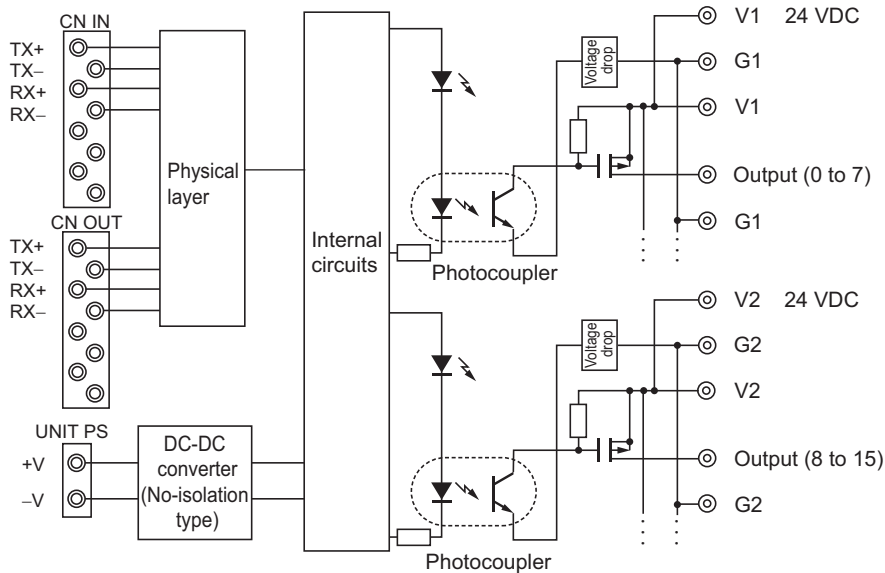 CN IN
TX+
TX–
RX+
RX–
Physical
layer
CN OUT
TX+
TX–
RX+
RX–
UNIT PS
+V
–V
DC-DC
converter
(No-isolation
type)
Internal
circuits
Photocoupler
Voltage
drop
V1 24 VDC
G1
V1
Output (0 to 7)
G1
Photocoupler
Voltage
drop
V2 24 VDC
G2
V2
Output (8 to 15)
G2